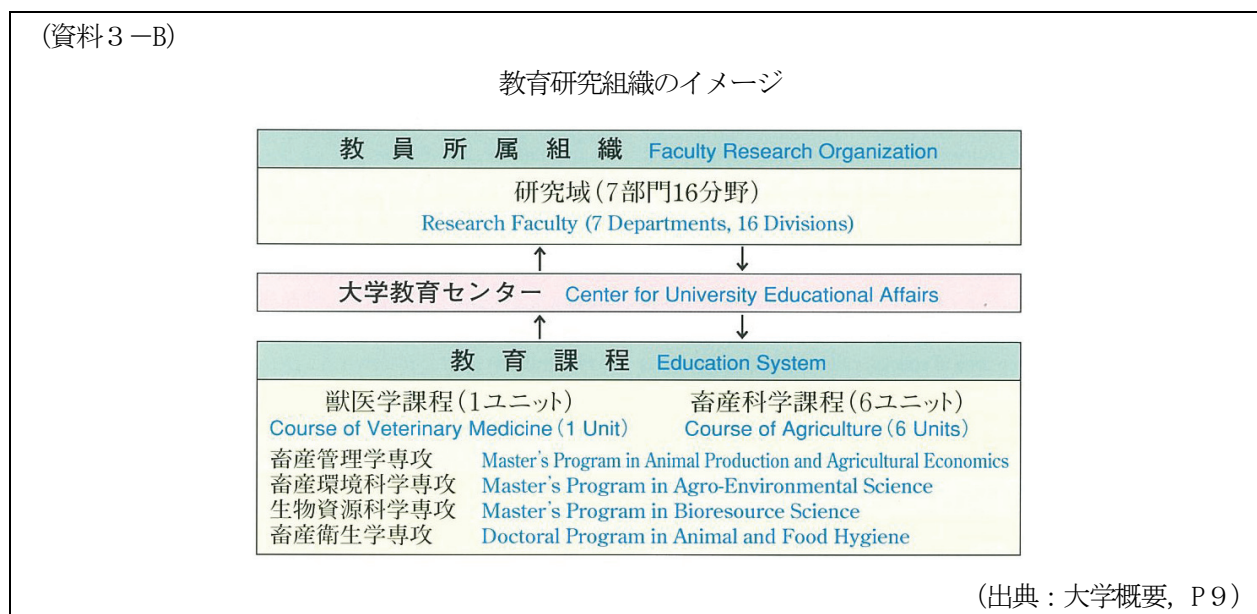 (資料3-B)
教育研究組織のイメージ
教員所属組織 Faculty Research Organization
研究域(7部門16分野)
Research Faculty (7 Departments, 16 Divisions)
↑ ↓
大学教育センター Center for University Educational Affairs
↑ ↓
教育課程 Education System
獣医学課程(1ユニット) 畜産科学課程(6ユニット)
Course of Veterinary Medicine (1 Unit) Course of Agriculture (6 Units)
畜産管理学専攻 Master's Program in Animal Production and Agricultural Economics
畜産環境科学専攻 Master's Program in Agro-Environmental Science
生物資源科学専攻 Master's Program in Bioresource Science
畜産衛生学専攻 Doctoral Program in Animal and Food Hygiene
(出典:大学概要, P9)